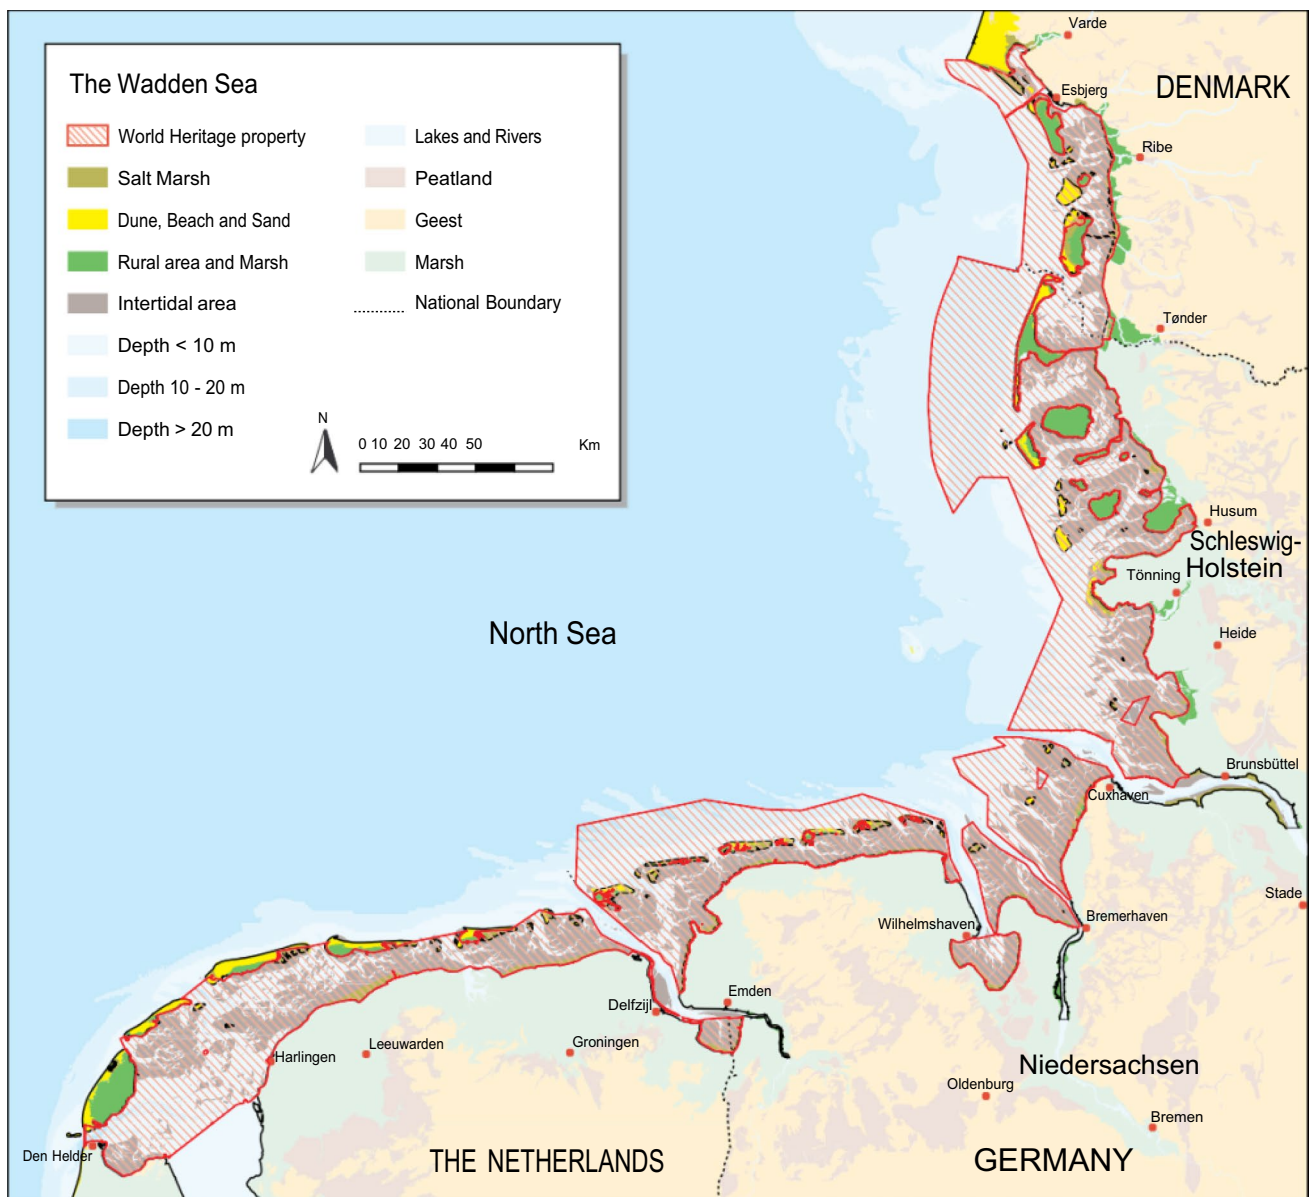 The Wadden Sea
World Heritage property
Salt Marsh
Dune, Beach and Sand
Rural area and Marsh
Intertidal area
Depth < 10 m
Depth 10 - 20 m
Depth > 20 m
Lakes and Rivers
Peatland
Geest
Marsh
National Boundary
N
0 10 20 30 40 50 Km
Varde
DENMARK
Esbjerg
Ribe
Tønder
Husum
Schleswig-
Holstein
Tönning
Heide
North Sea
Brunsbüttel
Cuxhaven
Stade
Bremerhaven
Wilhelmshaven
Emden
Delfzijl
Groningen
Leeuwarden
Harlingen
Niedersachsen
Oldenburg
Bremen
Den Helder
THE NETHERLANDS
GERMANY